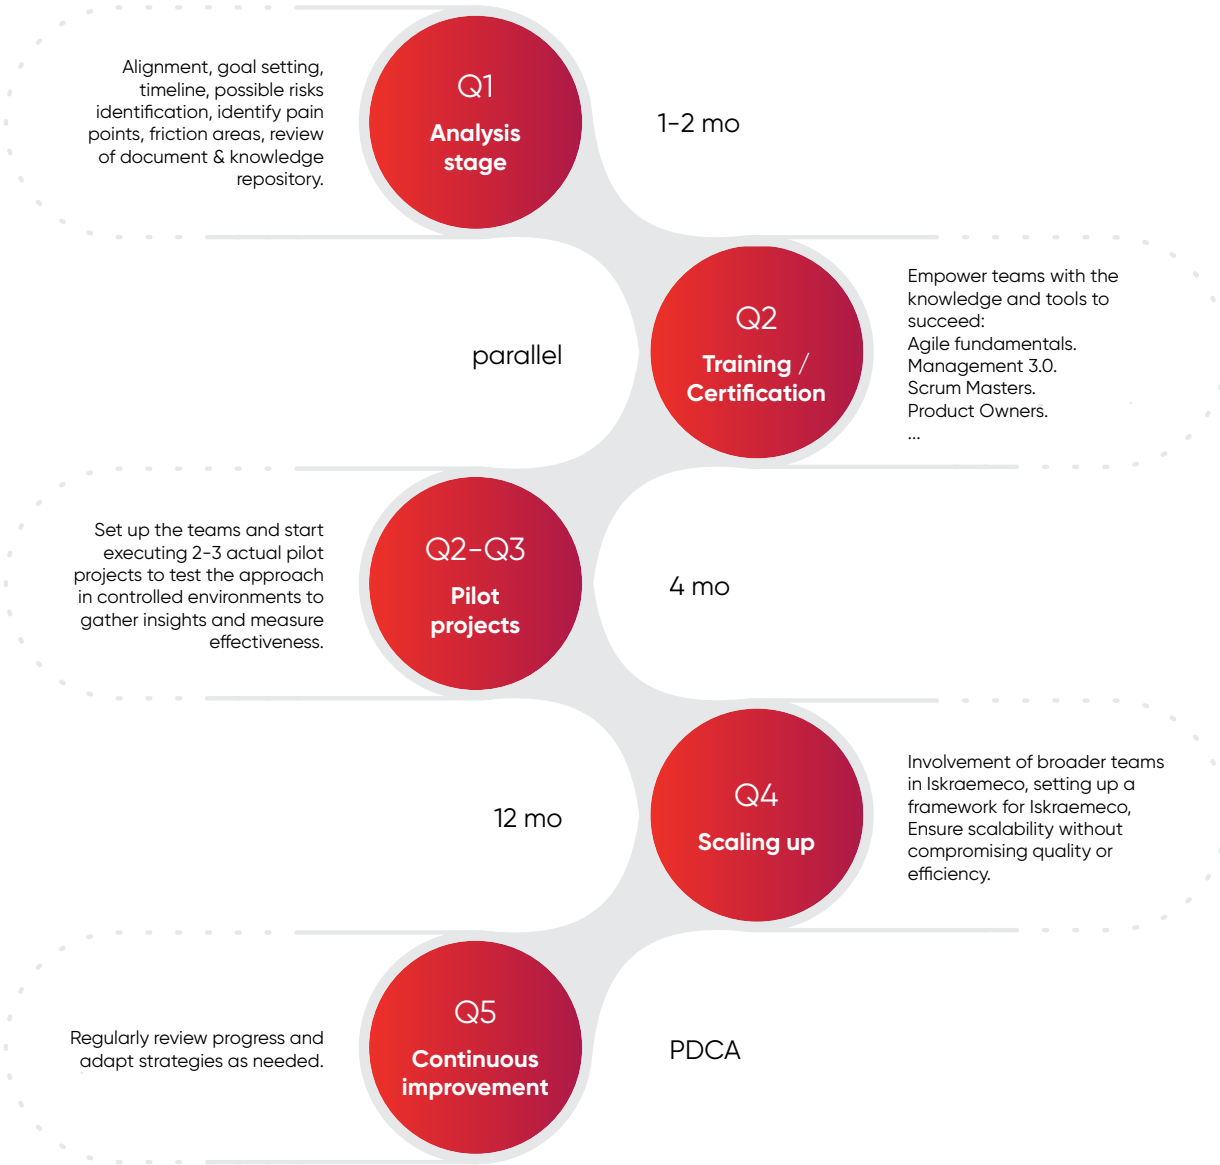 Alignment, goal setting,
timeline, possible risks
identification, identify pain
points, friction areas, review
of document & knowledge
repository.
Q1
Analysis
stage
1-2 mo
parallel
Q2
Training /
Certification
Empower teams with the
knowledge and tools to
succeed:
Agile fundamentals.
Management 3.0.
Scrum Masters.
Product Owners.
...
Set up the teams and start
executing 2-3 actual pilot
projects to test the approach
in controlled environments to
gather insights and measure
effectiveness.
Q2-Q3
Pilot
projects
4 mo
12 mo
Q4
Scaling up
Involvement of broader teams
in Iskraemeco, setting up a
framework for Iskraemeco,
Ensure scalability without
compromising quality or
efficiency.
Regularly review progress and
adapt strategies as needed.
Q5
Continuous
improvement
PDCA